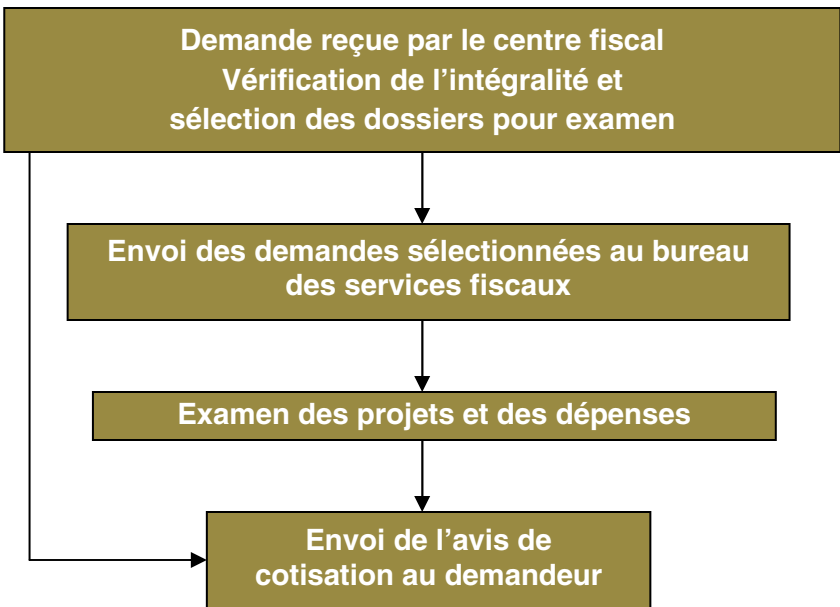 Demande reçue par le centre fiscal
Vérification de l’intégralité et
sélection des dossiers pour examen
Envoi des demandes sélectionnées au bureau
des services fiscaux
Examen des projets et des dépenses
Envoi de l’avis de
cotisation au demandeur